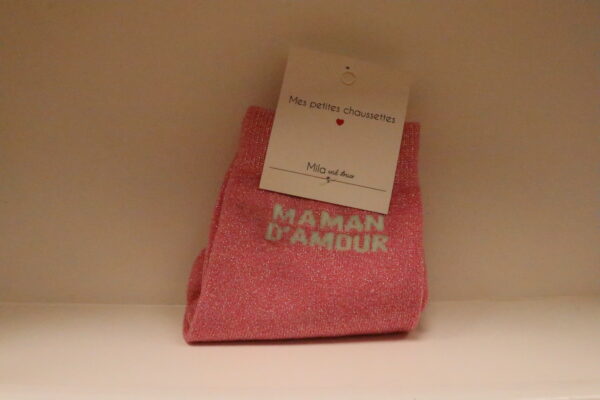 Mes petites chaussettes
Mila
MAMAN
D'AMOUR